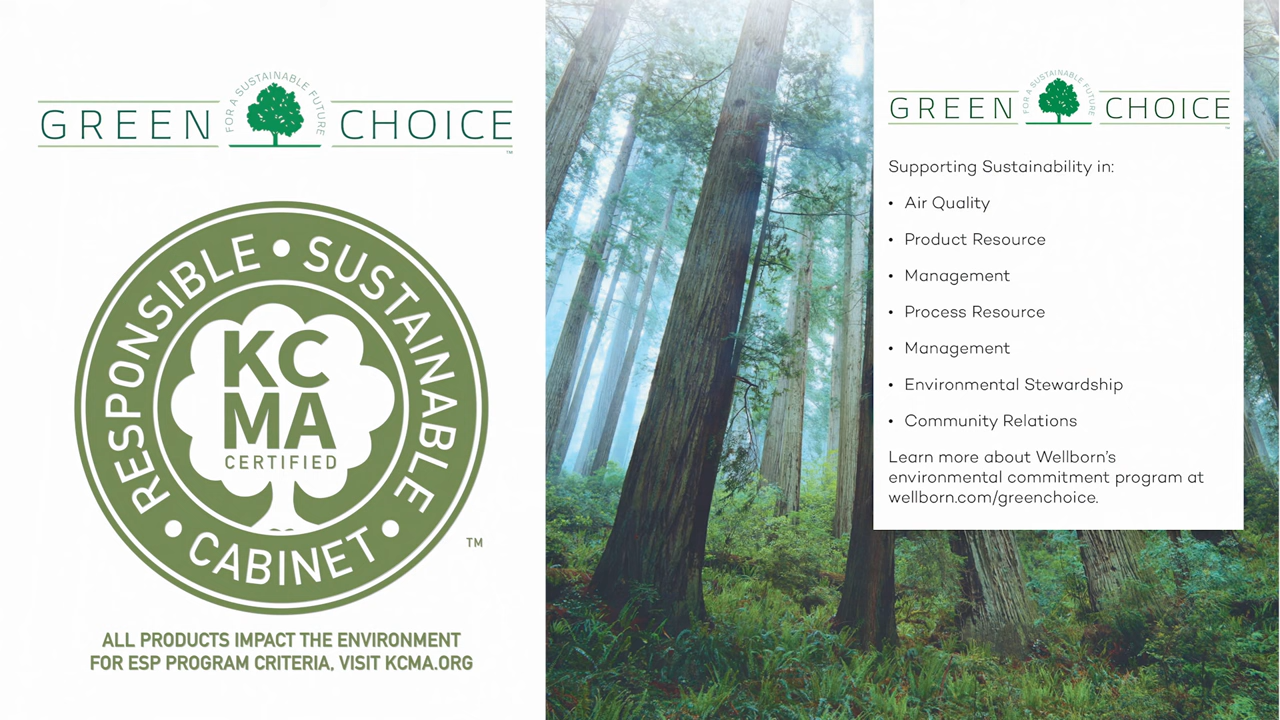 GREEN CHOICE
FOR A SUSTAINABLE FUTURE
™
RESPONSIBLE • SUSTAINABLE • CABINET •
KC
MA
CERTIFIED
™
ALL PRODUCTS IMPACT THE ENVIRONMENT
FOR ESP PROGRAM CRITERIA, VISIT KCMA.ORG
GREEN CHOICE
FOR A SUSTAINABLE FUTURE
™
Supporting Sustainability in:
• Air Quality
• Product Resource
• Management
• Process Resource
• Management
• Environmental Stewardship
• Community Relations
Learn more about Wellborn’s
environmental commitment program at
wellborn.com/greenchoice.